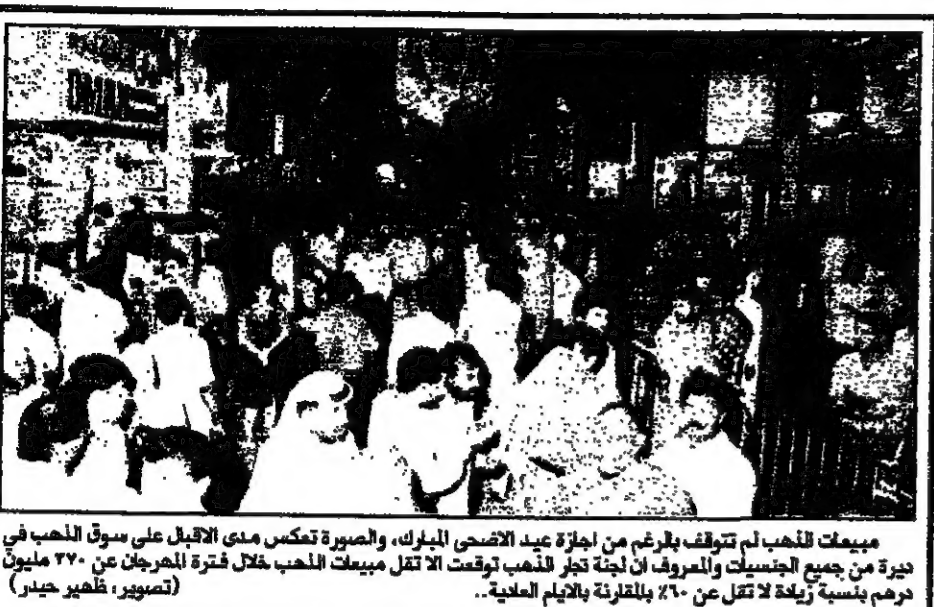 مبيعات الذهب لم تتوقف بالرغم من اجازة عيد الاضحى المبارك، والصورة تعكس مدى الاقبال على سوق الذهب في
ديرة من جميع الجنسيات والمعروف ان لجنة تجار الذهب توقعت الا تقل مبيعات الذهب خلال فترة المهرجان عن ٢٧٠ مليون
درهم بنسبة زيادة لا تقل عن ٦٠٪ بالمقارنة بالايام العادية..
(تصوير، ظهير حيدر)